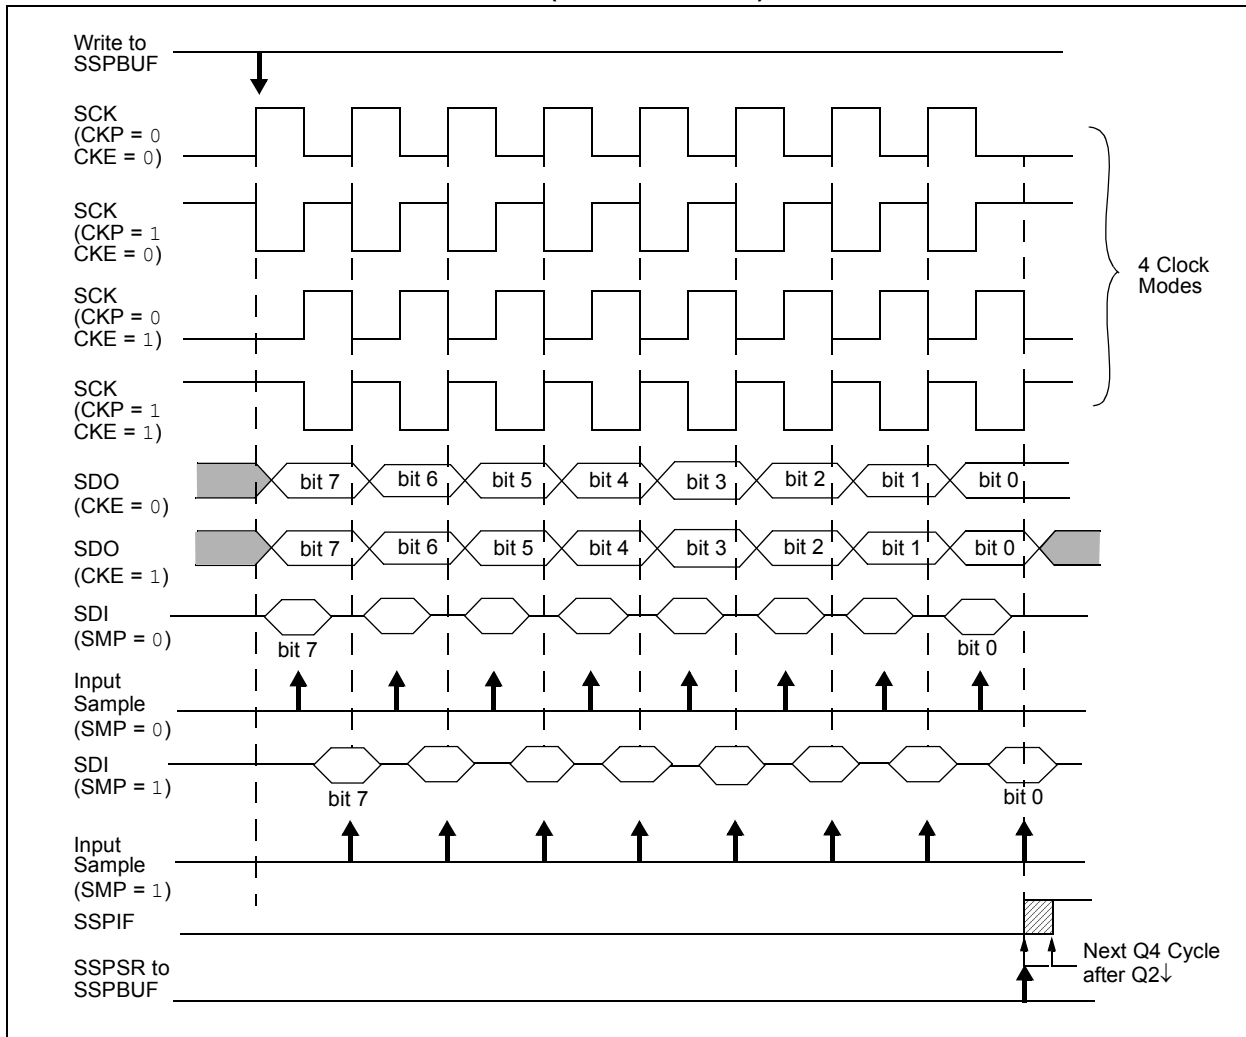 Write to
SSPBUF
SCK
(CKP = 0
CKE = 0)
SCK
(CKP = 1
CKE = 0)
SCK
(CKP = 0
CKE = 1)
SCK
(CKP = 1
CKE = 1)
4 Clock
Modes
SDO
(CKE = 0)
bit 7 bit 6 bit 5 bit 4 bit 3 bit 2 bit 1 bit 0
SDO
(CKE = 1)
bit 7 bit 6 bit 5 bit 4 bit 3 bit 2 bit 1 bit 0
SDI
(SMP = 0)
bit 7 bit 0
Input
Sample
(SMP = 0)
SDI
(SMP = 1)
bit 7 bit 0
Input
Sample
(SMP = 1)
SSPIF
SSPSR to
SSPBUF
Next Q4 Cycle
after Q2↓